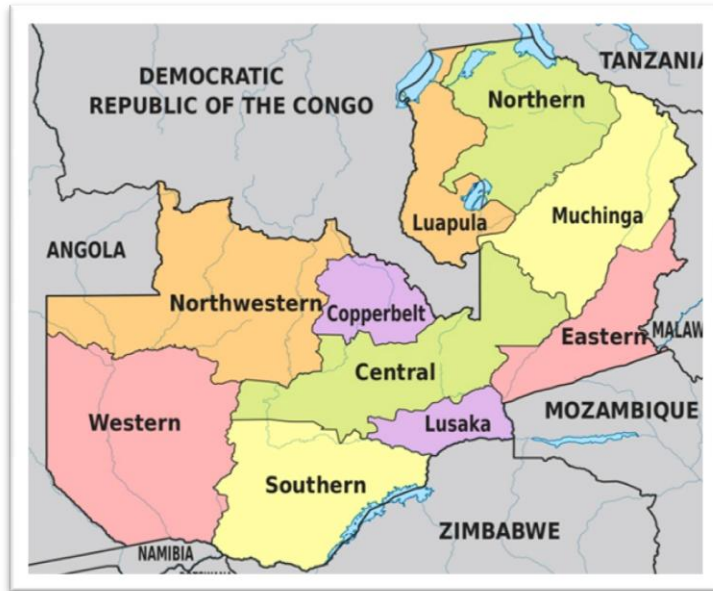 TANZANIA
DEMOCRATIC
REPUBLIC OF THE CONGO
Northern
Luapula
Muchinga
ANGOLA
Northwestern
Copperbelt
Eastern
MALAW
Central
Western
Lusaka
MOZAMBIQUE
Southern
ZIMBABWE
NAMIBIA